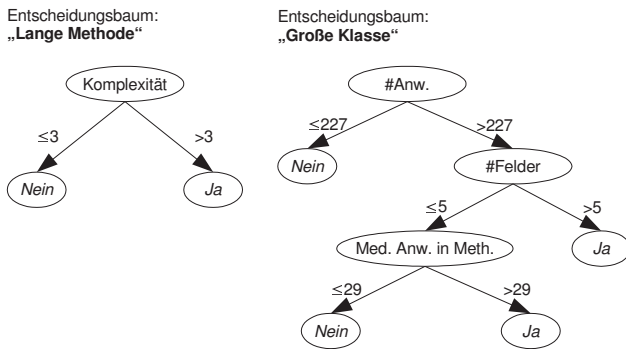 Entscheidungsbaum:
„Lange Methode“
Komplexität
≤3
>3
Nein
Ja
Entscheidungsbaum:
„Große Klasse“
#Anw.
≤227
>227
Nein
#Felder
≤5
>5
Med. Anw. in Meth.
Ja
≤29
>29
Nein
Ja